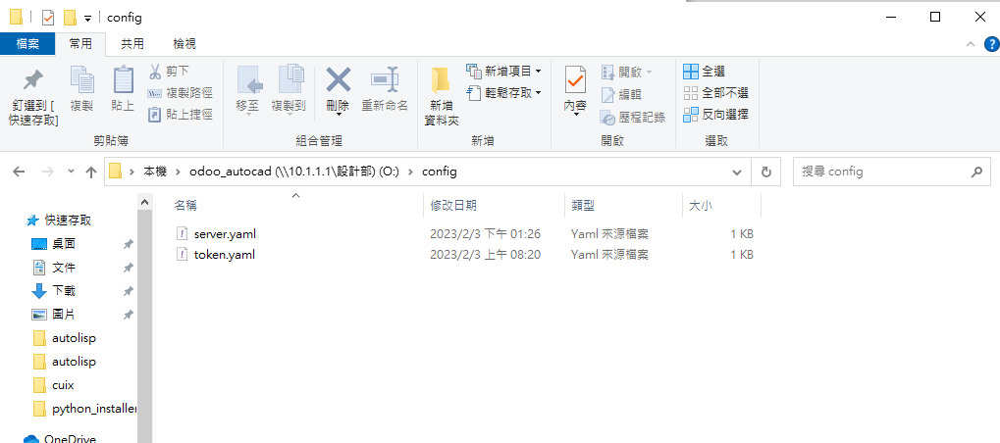 config
檔案 常用 共用 檢視
釘選到 [
快速存取]
複製
貼上
剪下
複製路徑
貼上捷徑
剪貼簿
移至
複製到
刪除
重新命名
組合管理
新增
資料夾
新增項目
輕鬆存取
新增
內容
開啟
編輯
歷程記錄
開啟
全選
全部不選
反向選擇
選取
本機 > odoo_autocad (\\10.1.1.1\設計部) (O:) > config
搜尋 config
名稱 修改日期 類型 大小
server.yaml 2023/2/3 下午 01:26 Yaml 來源檔案 1 KB
token.yaml 2023/2/3 上午 08:20 Yaml 來源檔案 1 KB
快速存取
桌面
文件
下載
圖片
autolisp
autolisp
cuix
python_installer
OneDrive